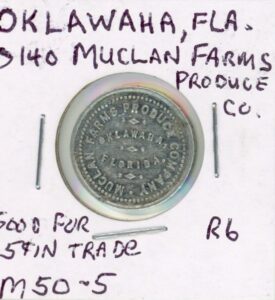 OKLAWAHA, FLA.
5140 MUCLAN FARMS
PRODUCE
CO.
MUCLAN FARMS PRODUCE COMPANY
OKLAWAHA,
FLORIDA.
GOOD FOR
5¢ IN TRADE
R6
M50-5